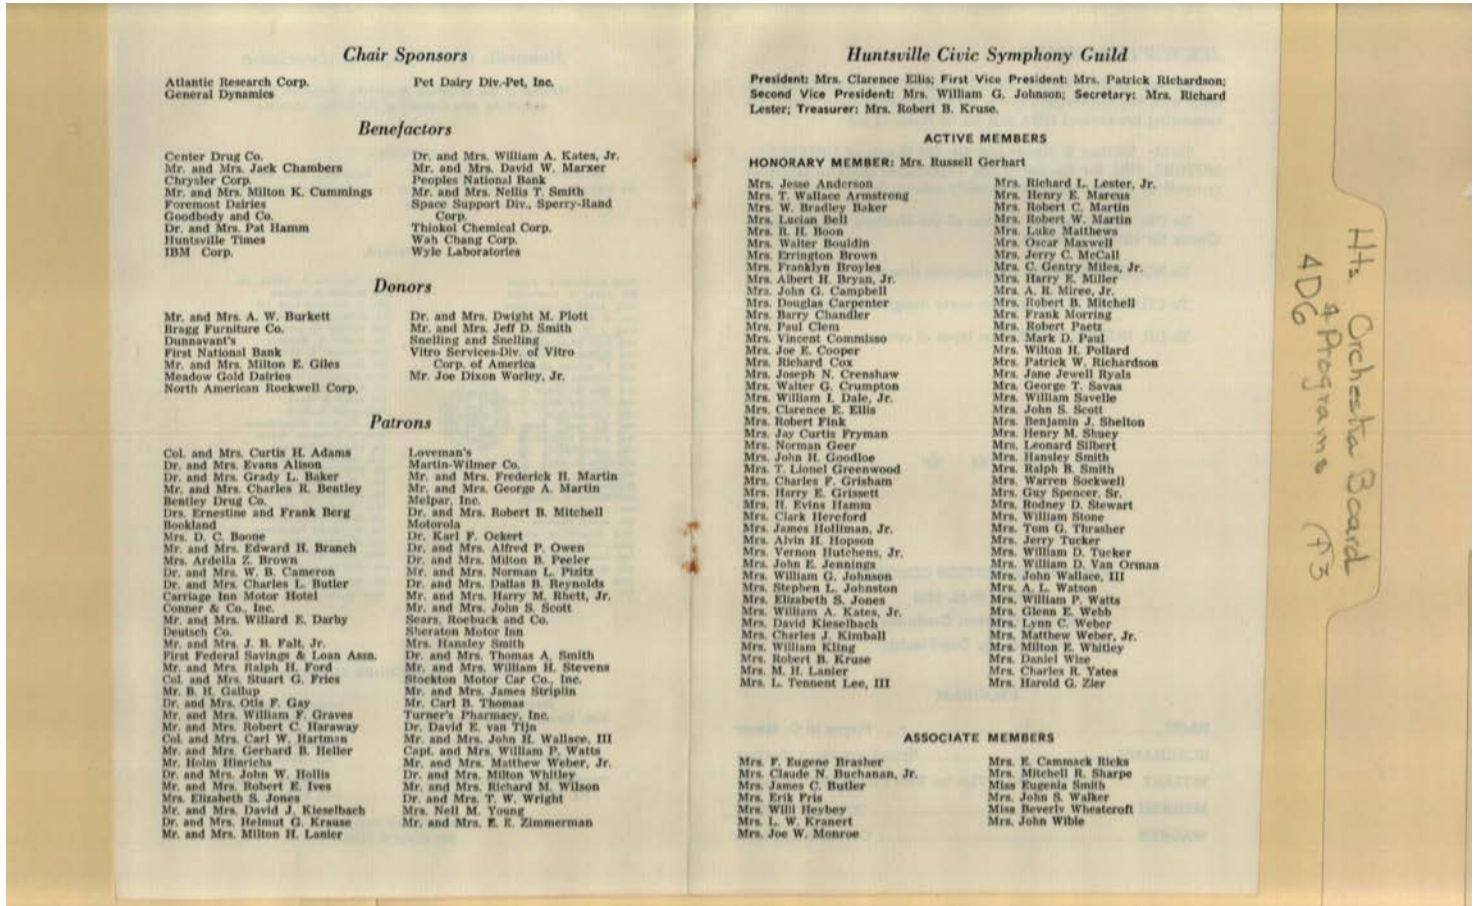 Chair Sponsors
Atlantic Research Corp.
General Dynamics
Pet Dairy Div.-Pet, Inc.
Benefactors
Center Drug Co.
Mr. and Mrs. Jack Chambers
Chrysler Corp.
Mr. and Mrs. Milton K. Cummings
Foremost Dairies
Goodbody and Co.
Dr. and Mrs. Pat Hamm
Huntsville Times
IBM Corp.
Dr. and Mrs. William A. Kates, Jr.
Mr. and Mrs. David W. Marxer
Peoples National Bank
Mr. and Mrs. Nellis T. Smith
Space Support Div., Sperry-Rand
Corp.
Thiokol Chemical Corp.
Wah Chang Corp.
Wyle Laboratories
Donors
Mr. and Mrs. A. W. Burkett
Bragg Furniture Co.
Dunnavant's
First National Bank
Mr. and Mrs. Milton E. Giles
Meadow Gold Dairies
North American Rockwell Corp.
Dr. and Mrs. Dwight M. Plott
Mr. and Mrs. Jeff D. Smith
Snelling and Snelling
Vitro Services-Div. of Vitro
Corp. of America
Mr. Joe Dixon Worley, Jr.
Patrons
Col. and Mrs. Curtis H. Adams
Dr. and Mrs. Evans Alison
Dr. and Mrs. Grady L. Baker
Mr. and Mrs. Charles R. Bentley
Bentley Drug Co.
Drs. Ernestine and Frank Berg
Bookland
Mrs. D. C. Boone
Mr. and Mrs. Edward H. Branch
Mrs. Ardella Z. Brown
Dr. and Mrs. W. B. Cameron
Dr. and Mrs. Charles L. Butler
Carriage Inn Motor Hotel
Conner & Co., Inc.
Mr. and Mrs. Willard E. Darby
Deutsch Co.
Mr. and Mrs. J. B. Falt, Jr.
First Federal Savings & Loan Assn.
Mr. and Mrs. Ralph H. Ford
Col. and Mrs. Stuart G. Fries
Mr. B. H. Gallup
Dr. and Mrs. Otis F. Gay
Mr. and Mrs. William F. Graves
Mr. and Mrs. Robert C. Haraway
Col. and Mrs. Carl W. Hartman
Mr. and Mrs. Gerhard B. Heller
Mr. Holm Hinrichs
Dr. and Mrs. John W. Hollis
Mr. and Mrs. Robert E. Ives
Mrs. Elizabeth S. Jones
Mr. and Mrs. David J. Kieselbach
Dr. and Mrs. Helmut G. Krause
Mr. and Mrs. Milton H. Lanier
Loveman's
Martin-Wilmer Co.
Mr. and Mrs. Frederick H. Martin
Mr. and Mrs. George A. Martin
Melpar, Inc.
Dr. and Mrs. Robert B. Mitchell
Motorola
Dr. Karl F. Ockert
Dr. and Mrs. Alfred P. Owen
Dr. and Mrs. Milton B. Peeler
Mr. and Mrs. Norman L. Pizitz
Dr. and Mrs. Dallas B. Reynolds
Mr. and Mrs. Harry M. Rhett, Jr.
Mr. and Mrs. John S. Scott
Sears, Roebuck and Co.
Sheraton Motor Inn
Mrs. Hansley Smith
Dr. and Mrs. Thomas A. Smith
Mr. and Mrs. William H. Stevens
Stockton Motor Car Co., Inc.
Mr. and Mrs. James Striplin
Mr. Carl B. Thomas
Turner's Pharmacy, Inc.
Dr. David E. van Tijn
Mr. and Mrs. John H. Wallace, III
Capt. and Mrs. William P. Watts
Mr. and Mrs. Matthew Weber, Jr.
Dr. and Mrs. Milton Whitley
Mr. and Mrs. Richard M. Wilson
Dr. and Mrs. T. W. Wright
Mrs. Nell M. Young
Mr. and Mrs. E. E. Zimmerman
Huntsville Civic Symphony Guild
President: Mrs. Clarence Ellis; First Vice President: Mrs. Patrick Richardson;
Second Vice President: Mrs. William G. Johnson; Secretary: Mrs. Richard
Lester; Treasurer: Mrs. Robert B. Kruse.
ACTIVE MEMBERS
HONORARY MEMBER: Mrs. Russell Gerhart
Mrs. Jesse Anderson
Mrs. T. Wallace Armstrong
Mrs. W. Bradley Baker
Mrs. Lucian Bell
Mrs. R. H. Boon
Mrs. Walter Bouldin
Mrs. Errington Brown
Mrs. Franklyn Broyles
Mrs. Albert H. Bryan, Jr.
Mrs. John G. Campbell
Mrs. Douglas Carpenter
Mrs. Barry Chandler
Mrs. Paul Clem
Mrs. Vincent Commisso
Mrs. Joe E. Cooper
Mrs. Richard Cox
Mrs. Joseph N. Crenshaw
Mrs. Walter G. Crumpton
Mrs. William I. Dale, Jr.
Mrs. Clarence E. Ellis
Mrs. Robert Fink
Mrs. Jay Curtis Fryman
Mrs. Norman Geer
Mrs. John H. Goodloe
Mrs. T. Lionel Greenwood
Mrs. Charles F. Grisham
Mrs. Harry E. Grissett
Mrs. H. Evins Hamm
Mrs. Clark Hereford
Mrs. James Holliman, Jr.
Mrs. Alvin H. Hopson
Mrs. Vernon Hutchens, Jr.
Mrs. John E. Jennings
Mrs. William G. Johnson
Mrs. Stephen L. Johnston
Mrs. Elizabeth S. Jones
Mrs. William A. Kates, Jr.
Mrs. David Kieselbach
Mrs. Charles J. Kimball
Mrs. William Kling
Mrs. Robert B. Kruse
Mrs. M. H. Lanier
Mrs. L. Tennent Lee, III
Mrs. Richard L. Lester, Jr.
Mrs. Henry E. Marcus
Mrs. Robert C. Martin
Mrs. Robert W. Martin
Mrs. Luke Matthews
Mrs. Oscar Maxwell
Mrs. Jerry C. McCall
Mrs. C. Gentry Miles, Jr.
Mrs. Harry E. Miller
Mrs. A. R. Miree, Jr.
Mrs. Robert B. Mitchell
Mrs. Frank Morring
Mrs. Robert Paetz
Mrs. Mark D. Paul
Mrs. Wilton H. Pollard
Mrs. Patrick W. Richardson
Mrs. Jane Jewell Ryals
Mrs. George T. Savas
Mrs. William Savelle
Mrs. John S. Scott
Mrs. Benjamin J. Shelton
Mrs. Henry M. Shuey
Mrs. Leonard Silbert
Mrs. Hansley Smith
Mrs. Ralph B. Smith
Mrs. Warren Sockwell
Mrs. Guy Spencer, Sr.
Mrs. Rodney D. Stewart
Mrs. William Stone
Mrs. Tom G. Thrasher
Mrs. Jerry Tucker
Mrs. William D. Tucker
Mrs. William D. Van Orman
Mrs. John Wallace, III
Mrs. A. L. Watson
Mrs. William P. Watts
Mrs. Glenn E. Webb
Mrs. Lynn C. Weber
Mrs. Matthew Weber, Jr.
Mrs. Milton E. Whitley
Mrs. Daniel Wise
Mrs. Charles R. Yates
Mrs. Harold G. Zier
ASSOCIATE MEMBERS
Mrs. F. Eugene Brasher
Mrs. Claude N. Buchanan, Jr.
Mrs. James C. Butler
Mrs. Erik Fris
Mrs. Willi Heybey
Mrs. L. W. Kranert
Mrs. Joe W. Monroe
Mrs. E. Cammack Ricks
Mrs. Mitchell R. Sharpe
Miss Eugenia Smith
Mrs. John S. Walker
Miss Beverly Wheatcroft
Mrs. John Wible
Hts Orchestra Board
& Programs (f3
4D6